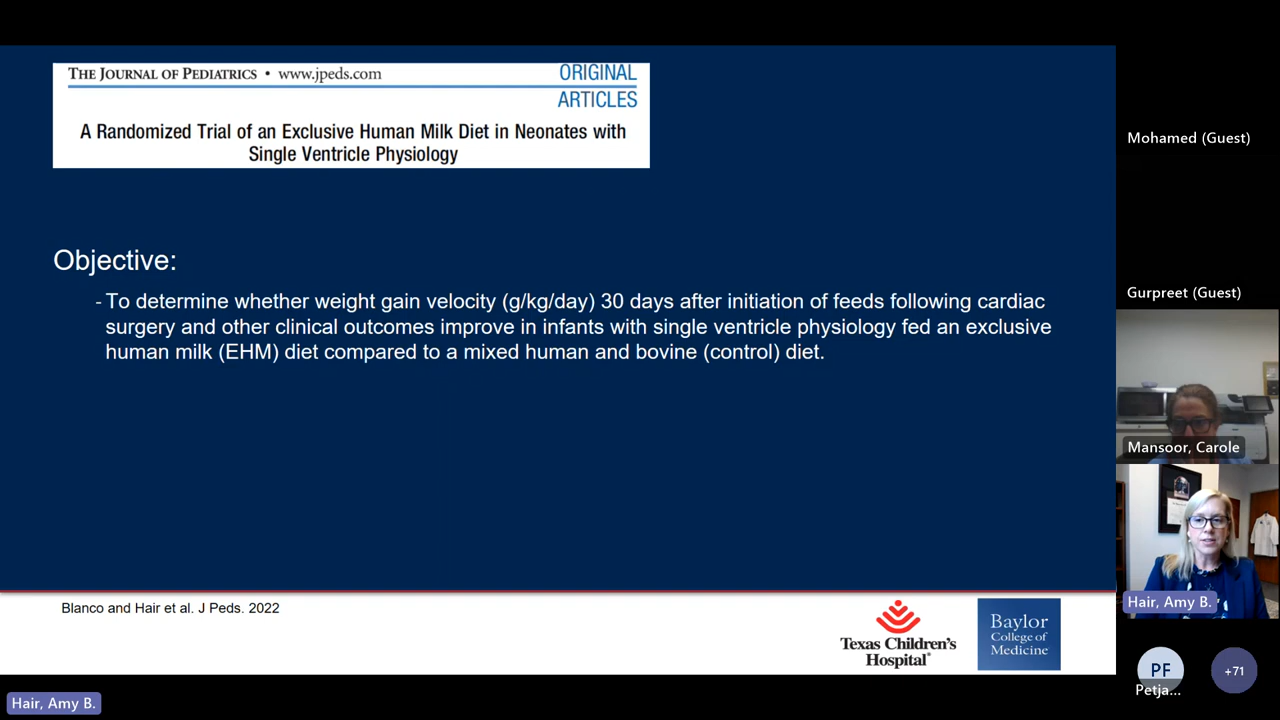 THE JOURNAL OF PEDIATRICS • www.jpeds.com
ORIGINAL
ARTICLES
A Randomized Trial of an Exclusive Human Milk Diet in Neonates with
Single Ventricle Physiology
Objective:
- To determine whether weight gain velocity (g/kg/day) 30 days after initiation of feeds following cardiac
surgery and other clinical outcomes improve in infants with single ventricle physiology fed an exclusive
human milk (EHM) diet compared to a mixed human and bovine (control) diet.
Blanco and Hair et al. J Peds. 2022
Texas Children's
Hospital®
Baylor
College of
Medicine
Mohamed (Guest)
Gurpreet (Guest)
Mansoor, Carole
Hair, Amy B.
PF
Petja...
+71
Hair, Amy B.